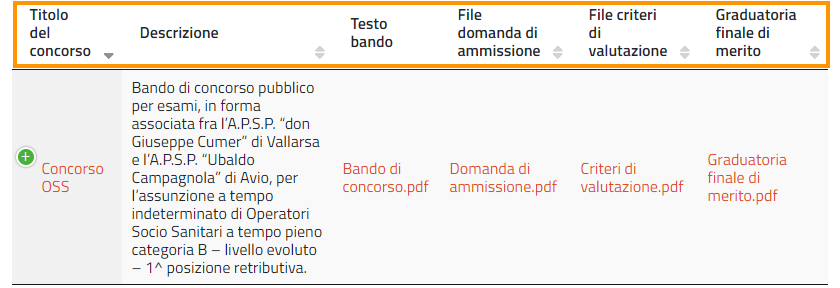 Titolo
del
concorso
Descrizione
Testo
bando
File
domanda di
ammissione
File criteri
di
valutazione
Graduatoria
finale di
merito
Concorso
OSS
Bando di concorso pubblico
per esami, in forma
associata fra l’A.P.S.P. “don
Giuseppe Cumer” di Vallarsa
e l’A.P.S.P. “Ubaldo
Campagnola” di Avio, per
l’assunzione a tempo
indeterminato di Operatori
Socio Sanitari a tempo pieno
categoria B – livello evoluto
– 1^ posizione retributiva.
Bando di
concorso.pdf
Domanda di
ammissione.pdf
Criteri di
valutazione.pdf
Graduatoria
finale di
merito.pdf